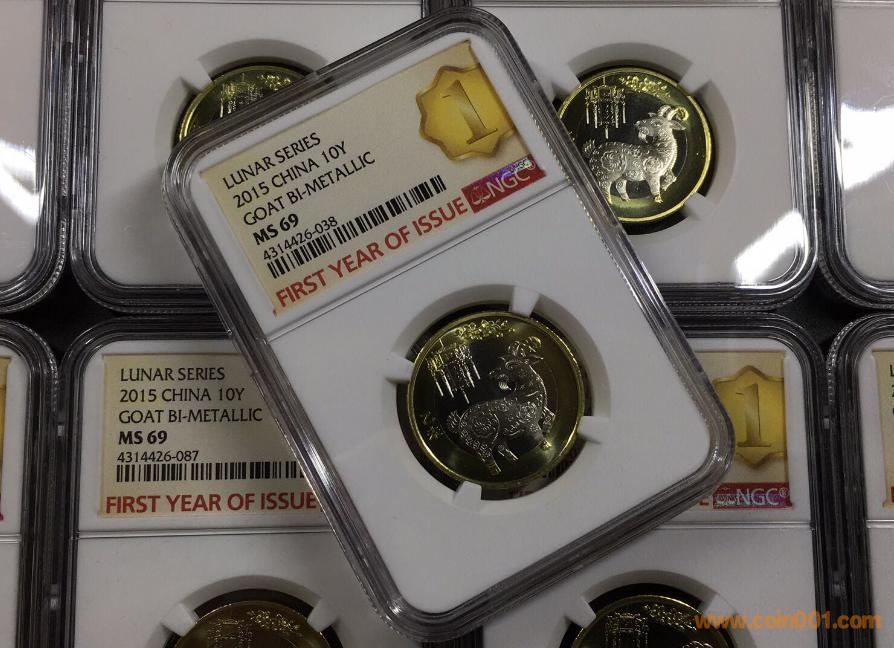 LUNAR SERIES
2015 CHINA 10Y
GOAT BI-METALLIC
MS 69
4314426-038
FIRST YEAR OF ISSUE
NGC®
1
LUNAR SERIES
2015 CHINA 10Y
GOAT BI-METALLIC
MS 69
4314426-087
FIRST YEAR OF ISSUE
1
NGC®
www.coin001.com